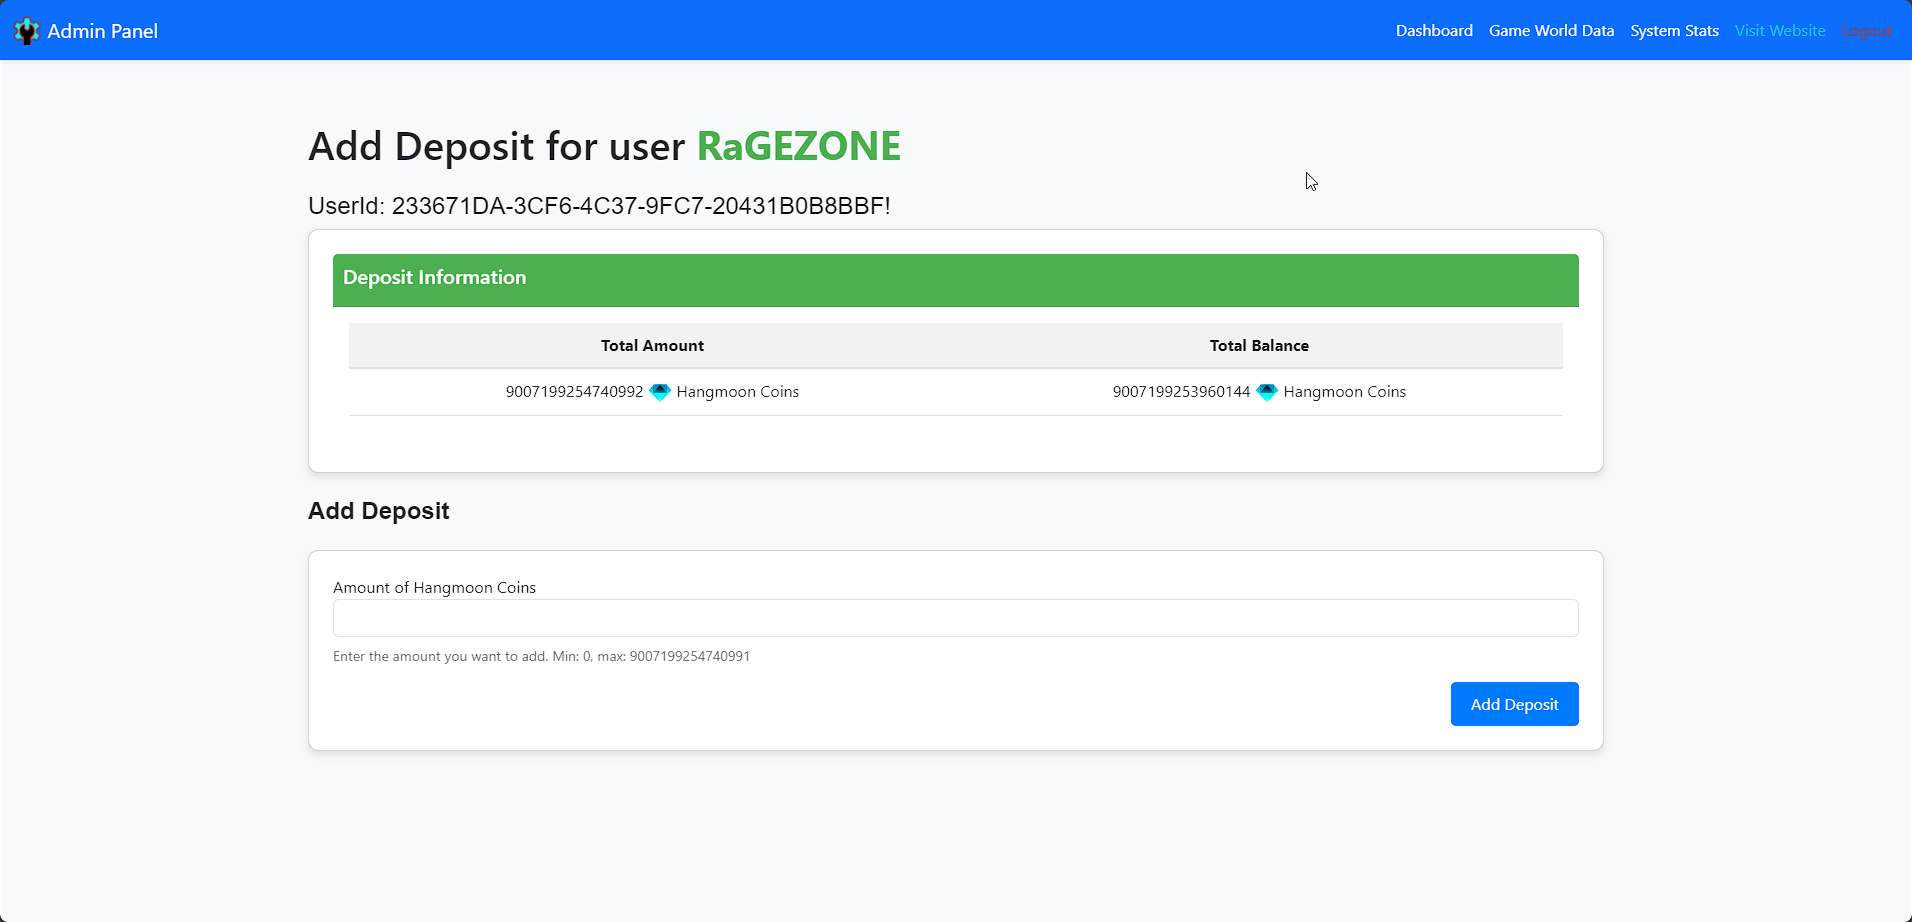 Admin Panel
Dashboard Game World Data System Stats Visit Website Logout
Add Deposit for user RaGEZONE
UserId: 233671DA-3CF6-4C37-9FC7-20431B0B8BBF!
Deposit Information
Total Amount Total Balance
9007199254740992 Hangmoon Coins 9007199253960144 Hangmoon Coins
Add Deposit
Amount of Hangmoon Coins
Enter the amount you want to add. Min: 0, max: 9007199254740991
Add Deposit